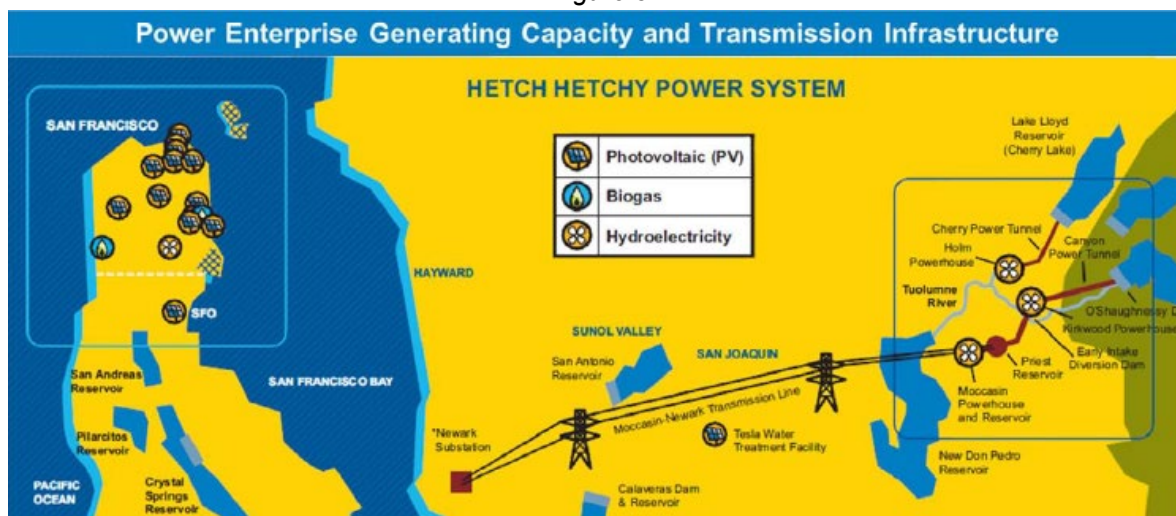 Power Enterprise Generating Capacity and Transmission Infrastructure
HETCH HETCHY POWER SYSTEM
SAN FRANCISCO
Photovoltaic (PV)
Biogas
Hydroelectricity
Lake Lloyd
Reservoir
(Cherry Lake)
Cherry Power Tunnel
Holm
Powerhouse
Canyon
Power Tunnel
HAYWARD
Tuolumne
River
O'Shaughnessy D
Kirkwood Powerhouse
SFO
SUNOL VALLEY
SAN JOAQUIN
San Antonio
Reservoir
Priest
Reservoir
Early Intake
Diversion Dam
San Andreas
Reservoir
SAN FRANCISCO BAY
Moccasin
Powerhouse
and Reservoir
Moccasin-Newark Transmission Line
Pilarcitos
Reservoir
*Newark
Substation
Tesla Water
Treatment Facility
New Don Pedro
Reservoir
PACIFIC
OCEAN
Crystal
Springs
Reservoir
Calaveras Dam
& Reservoir